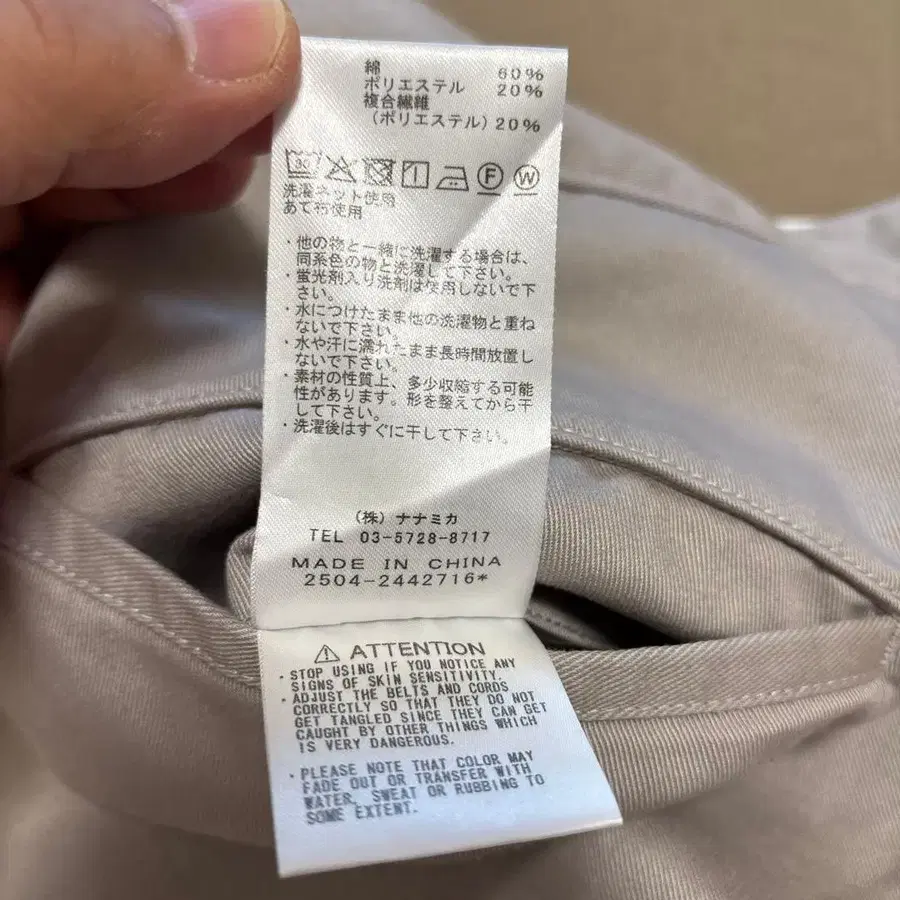 綿 60%
ポリエステル 20%
複合繊維
(ポリエステル) 20%
30 F W
洗濯ネット使用
あて布使用
・他の物と一緒に洗濯する場合は、
同系色の物と洗濯して下さい。
・蛍光剤入り洗剤は使用しないで下
さい。
・水につけたまま他の洗濯物と重ね
ないで下さい。
・水や汗に濡れたまま長時間放置し
ないで下さい。
・素材の性質上、多少収縮する可能
性があります。形を整えてから干
して下さい。
・洗濯後はすぐに干して下さい。
(株) ナナミカ
TEL 03-5728-8717
MADE IN CHINA
2504-2442716*
⚠ ATTENTION
・STOP USING IF YOU NOTICE ANY
SIGNS OF SKIN SENSITIVITY.
・ADJUST THE BELTS AND CORDS
CORRECTLY SO THAT THEY DO NOT
GET TANGLED SINCE THEY CAN GET
CAUGHT BY OTHER THINGS WHICH
IS VERY DANGEROUS.
・PLEASE NOTE THAT COLOR MAY
FADE OUT OR TRANSFER WITH
WATER, SWEAT OR RUBBING TO
SOME EXTENT.